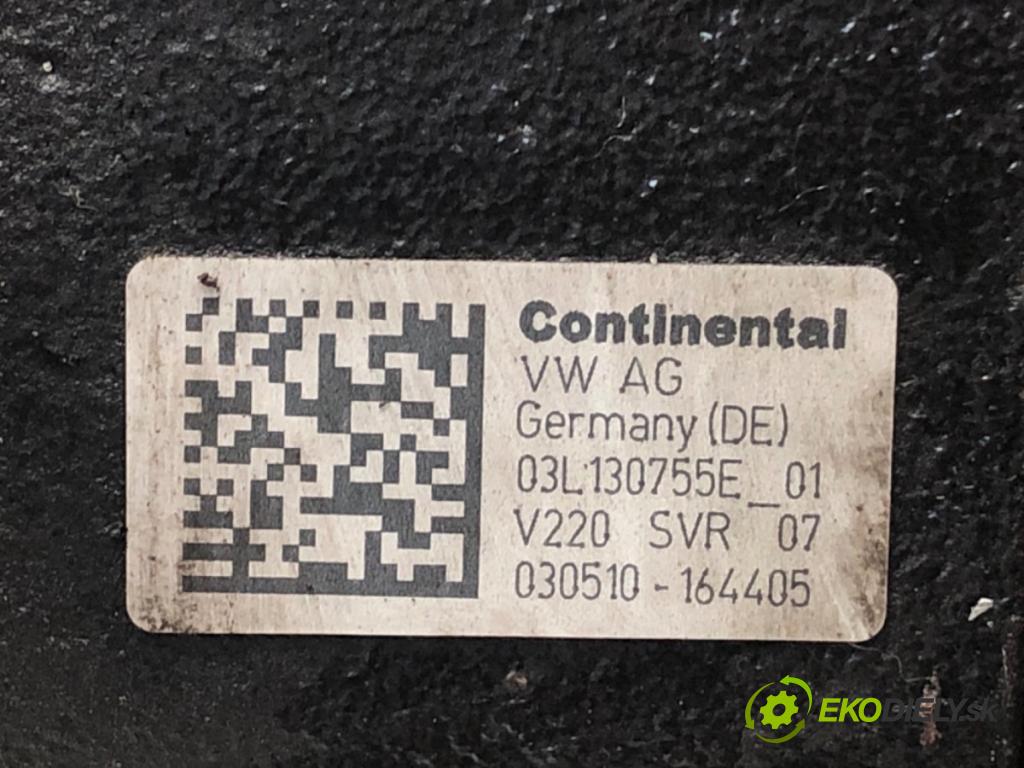 Continental
VW AG
Germany (DE)
03L130755E_01
V220 SVR 07
030510-164405
EKODIELY.sk